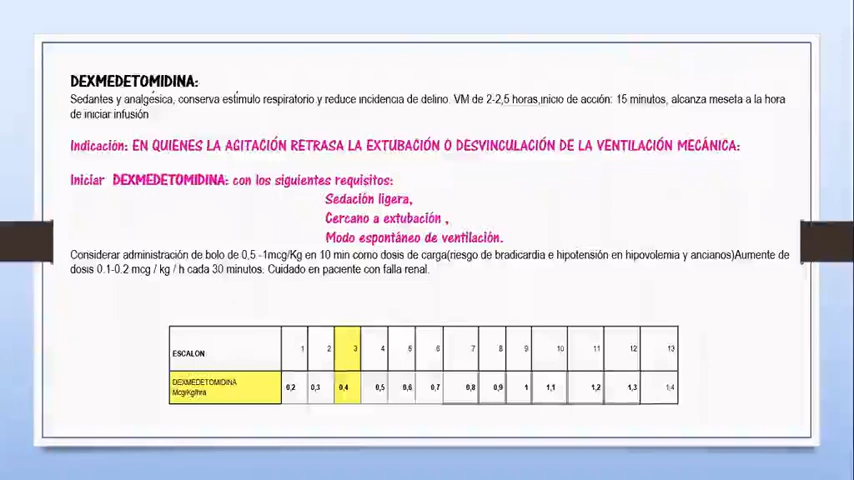 DEXMEDETOMIDINA:
Sedantes y analgésica, conserva estímulo respiratorio y reduce incidencia de delirio. VM de 2-2,5 horas,inicio de acción: 15 minutos, alcanza meseta a la hora
de iniciar infusión
Indicación: EN QUIENES LA AGITACIÓN RETRASA LA EXTUBACIÓN O DESVINCULACIÓN DE LA VENTILACIÓN MECÁNICA:
Iniciar DEXMEDETOMIDINA: con los siguientes requisitos:
Sedación ligera,
Cercano a extubación ,
Modo espontáneo de ventilación.
Considerar administración de bolo de 0,5 -1mcg/Kg en 10 min como dosis de carga(riesgo de bradicardia e hipotensión en hipovolemia y ancianos)Aumente de
dosis 0.1-0.2 mcg / kg / h cada 30 minutos. Cuidado en paciente con falla renal.
ESCALON: 1 2 3 4 5 6 7 8 9 10 11 12 13
DEXMEDETOMIDINA
Mcg/Kg/hra 0,2 0,3 0,4 0,5 0,6 0,7 0,8 0,9 1 1,1 1,2 1,3 1,4